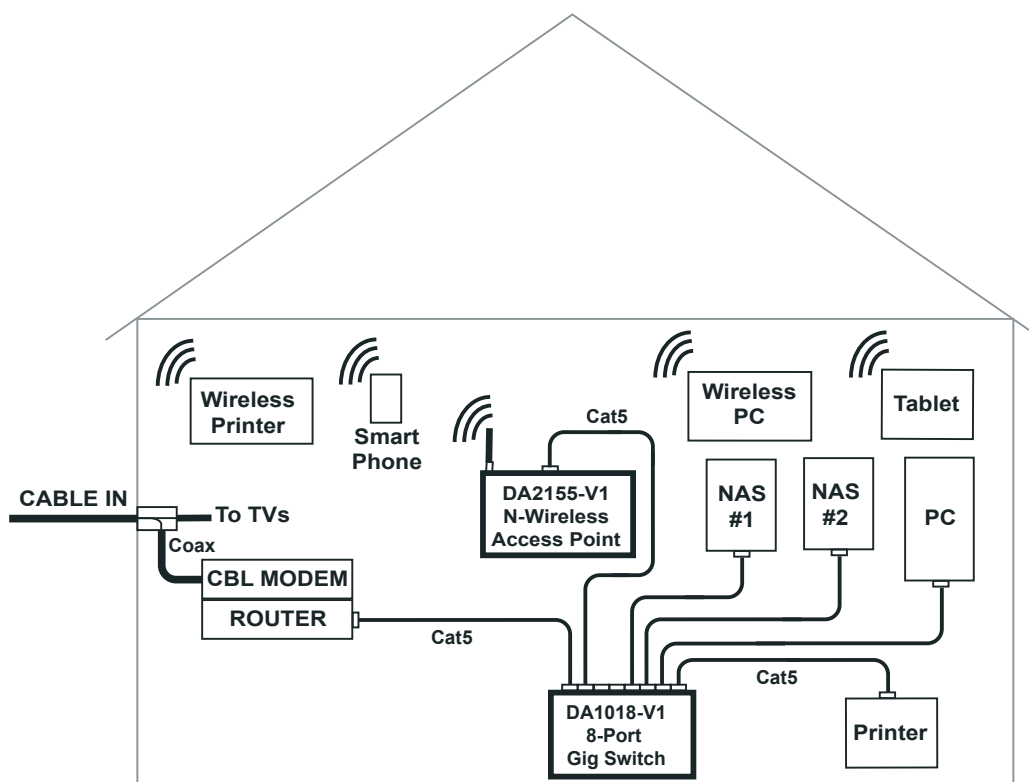 Wireless
Printer
Smart
Phone
Cat5
Wireless
PC
Tablet
CABLE IN
To TVs
Coax
CBL MODEM
ROUTER
DA2155-V1
N-Wireless
Access Point
NAS
#1
NAS
#2
PC
Cat5
DA1018-V1
8-Port
Gig Switch
Cat5
Printer